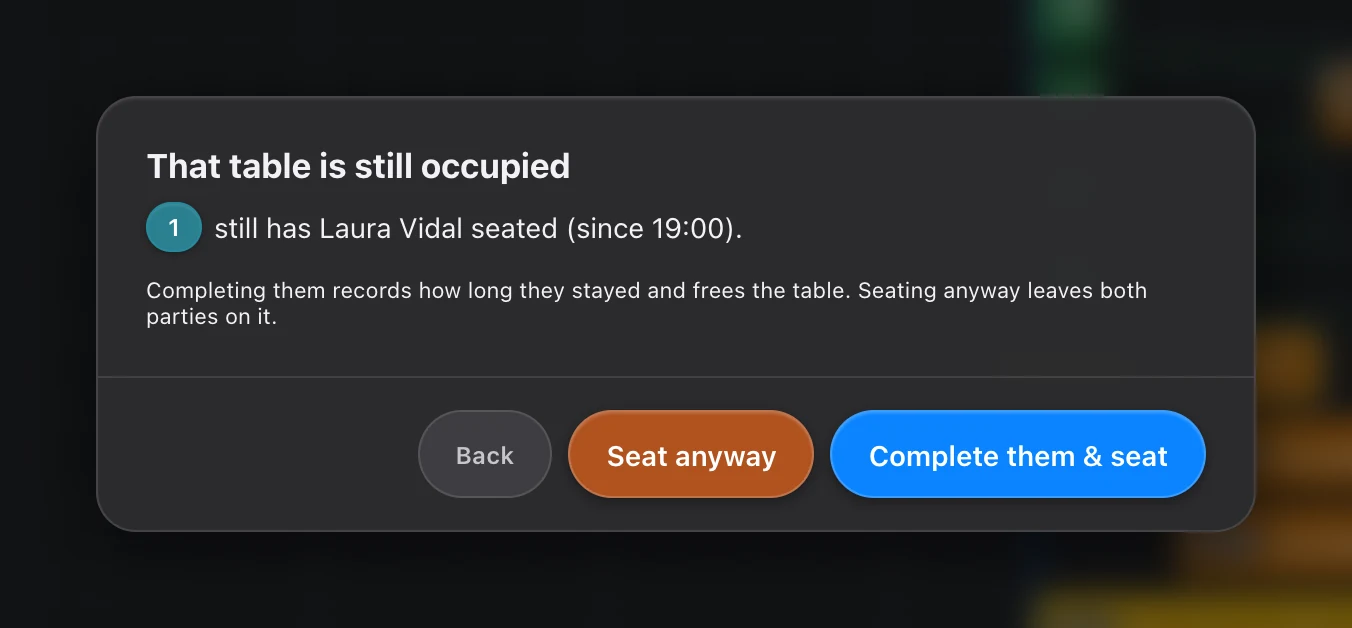 That table is still occupied
1 still has Laura Vidal seated (since 19:00).
Completing them records how long they stayed and frees the table. Seating anyway leaves both
parties on it.
Back Seat anyway Complete them & seat